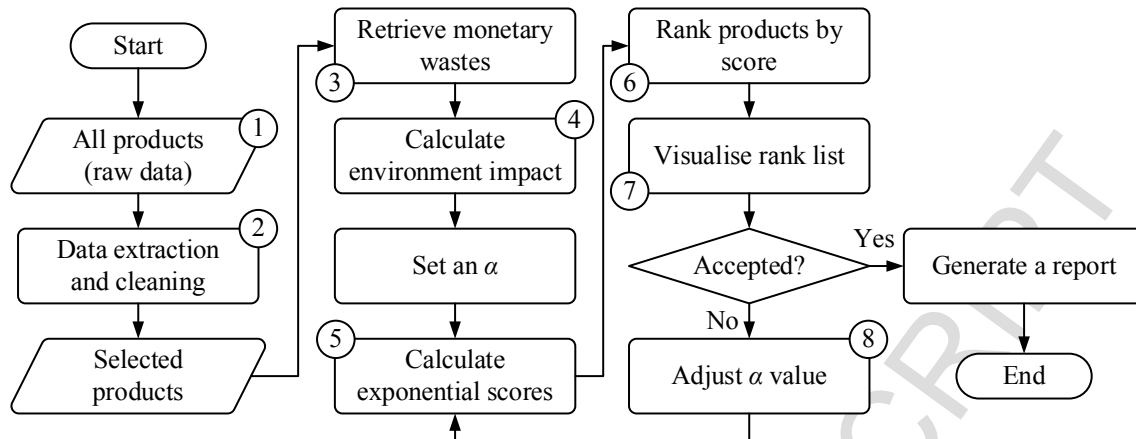 Start
1
All products
(raw data)
2
Data extraction
and cleaning
Selected
products
Retrieve monetary
wastes
3
4
Calculate
environment impact
Set an α
5
Calculate
exponential scores
Rank products by
score
6
Visualise rank list
7
Accepted?
Yes
No
8
Adjust α value
Generate a report
End
CRIPT